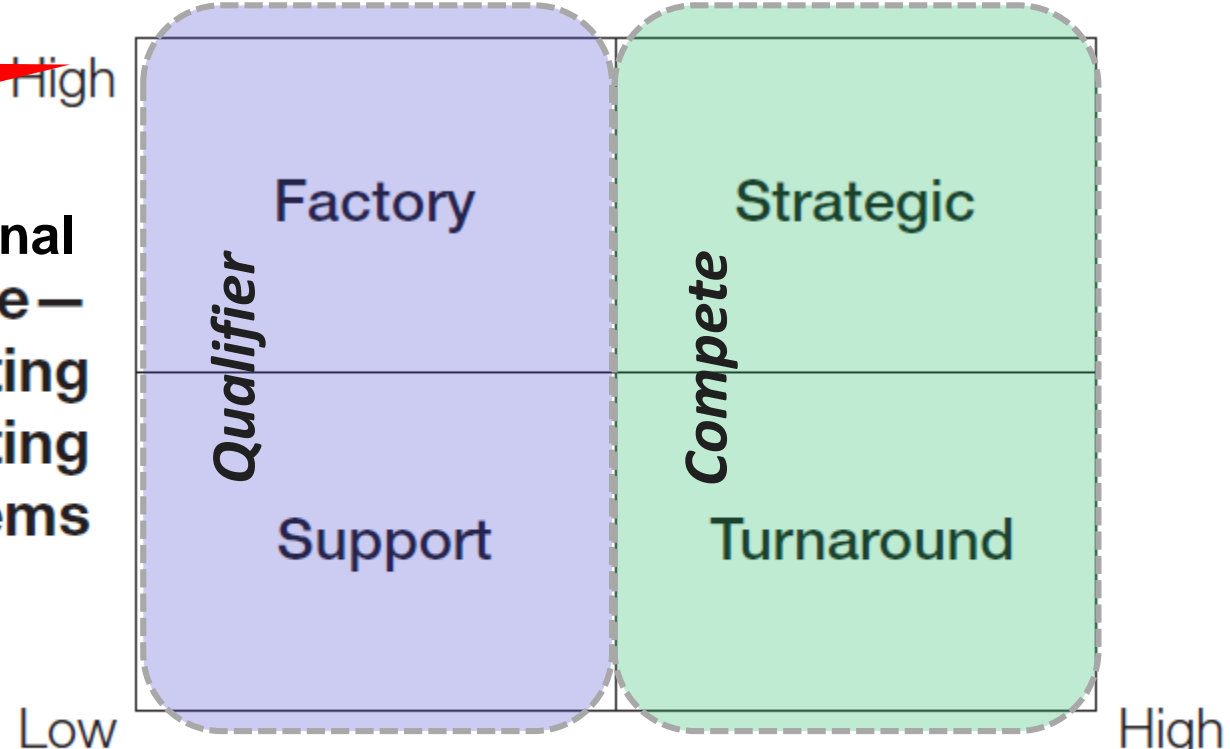 High
Factory
Strategic
nal
e—
ting
ting
ems
Qualifier
Compete
Support
Turnaround
Low
High